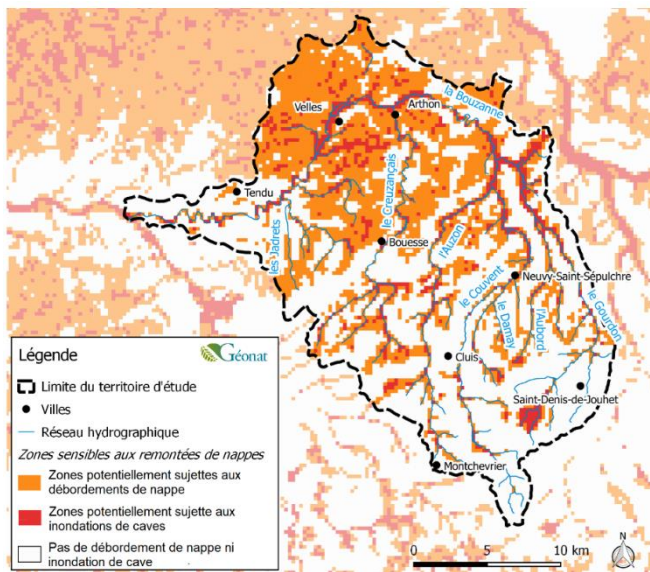 la Bouzanne
Velles
Arthon
Tendu
le Creuzançais
les Jadrets
Bouesse
l'Auzon
Neuvy-Saint-Sépulchre
le Couvent
le Damay
l'Aubord
le Gourdon
Cluis
Saint-Denis-de-Jouhet
Montchevrier
Légende
Géonat
Limite du territoire d'étude
Villes
Réseau hydrographique
Zones sensibles aux remontées de nappes
Zones potentiellement sujettes aux
débordements de nappe
Zones potentiellement sujette aux
inondations de caves
Pas de débordement de nappe ni
inondation de cave
0 5 10 km
N